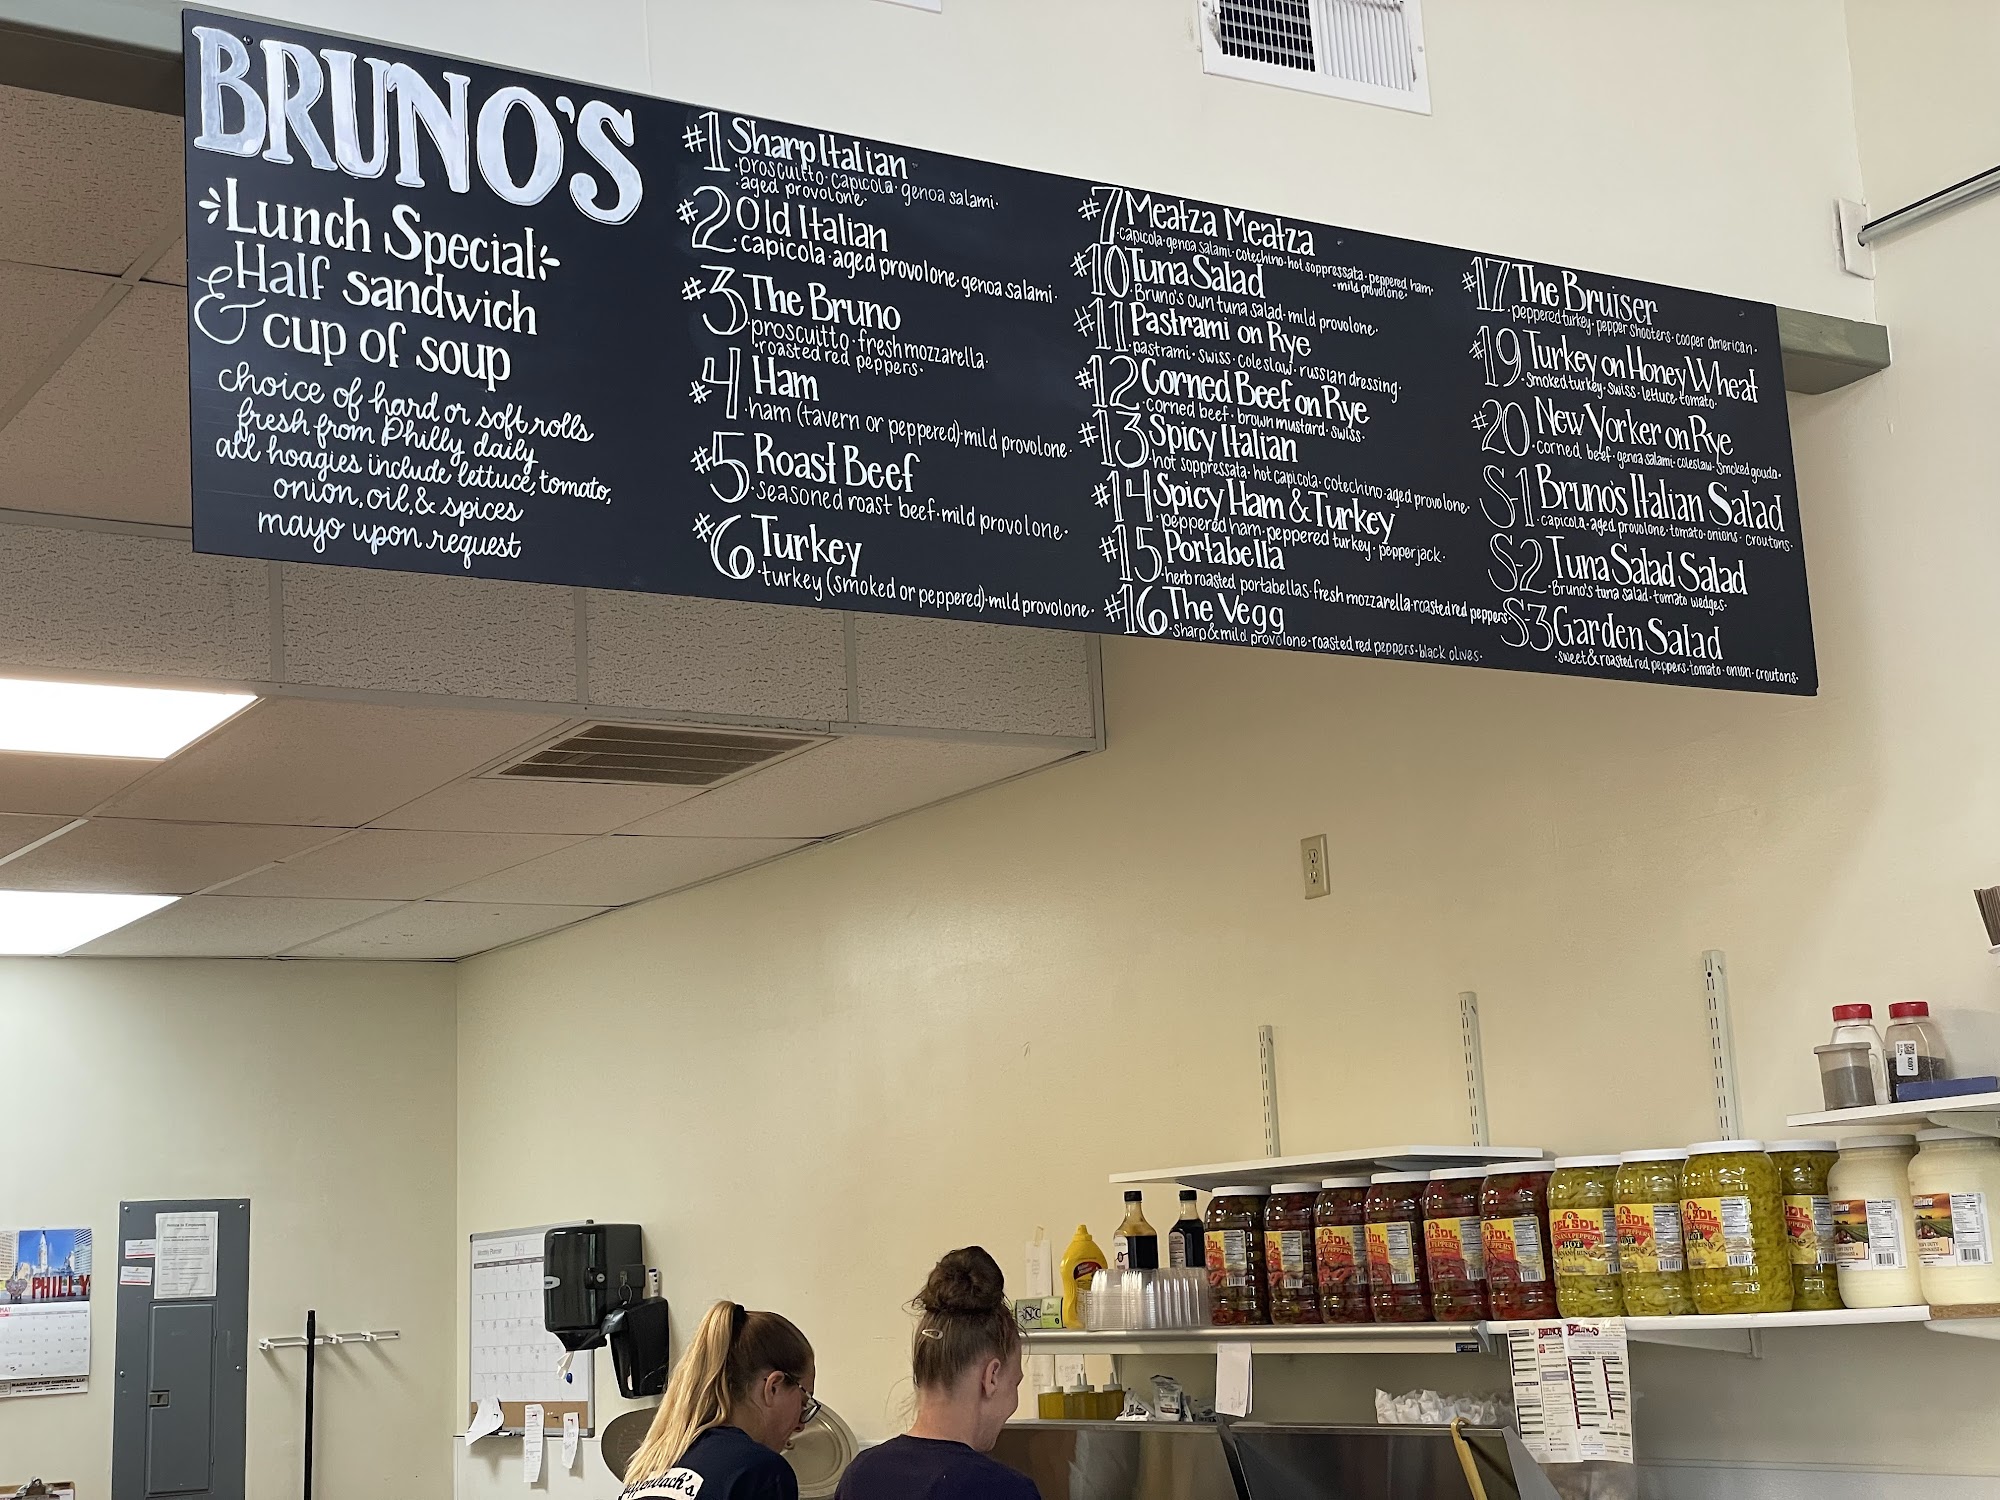 BRUNO'S
Lunch Special
Half sandwich
& cup of soup
choice of hard or soft rolls
fresh from Philly daily
all hoagies include lettuce, tomato,
onion, oil, & spices
mayo upon request
#1 Sharp Italian
·proscuitto·capicola·genoa salami·
·aged provolone·
#2 Old Italian
·capicola·aged provolone·genoa salami·
#3 The Bruno
·proscuitto·fresh mozzarella·
·roasted red peppers·
#4 Ham
·ham (tavern or peppered)·mild provolone·
#5 Roast Beef
·seasoned roast beef·mild provolone·
#6 Turkey
·turkey (smoked or peppered)·mild provolone·
#7 Meatza Meatza
·capicola·genoa salami·cotechino·hot soppressata·peppered ham·
·mild provolone·
#10 Tuna Salad
·Bruno's own tuna salad·mild provolone·
#11 Pastrami on Rye
·pastrami·swiss·coleslaw·russian dressing·
#12 Corned Beef on Rye
·corned beef·brown mustard·swiss·
#13 Spicy Italian
·hot soppressata·hot capicola·cotechino·aged provolone·
#14 Spicy Ham & Turkey
·peppered ham·peppered turkey·pepperjack·
#15 Portabella
·herb roasted portabellas·fresh mozzarella·roasted red peppers·
#16 The Vegg
·sharp & mild provolone·roasted red peppers·black olives·
#17 The Bruiser
·peppered turkey·pepper shooters·cooper american·
#19 Turkey on Honey Wheat
·Smoked turkey·swiss·lettuce·tomato·
#20 New Yorker on Rye
·corned beef·genoa salami·coleslaw·smoked gouda·
S-1 Bruno's Italian Salad
·capicola·aged provolone·tomato·onions·croutons·
S-2 Tuna Salad Salad
·Bruno's tuna salad·tomato wedges·
S-3 Garden Salad
·sweet & roasted red peppers·tomato·onion·croutons·
PHILLY
Notice to Employees
DEL SOL
PEPPERS
HOT
BRUNO'S